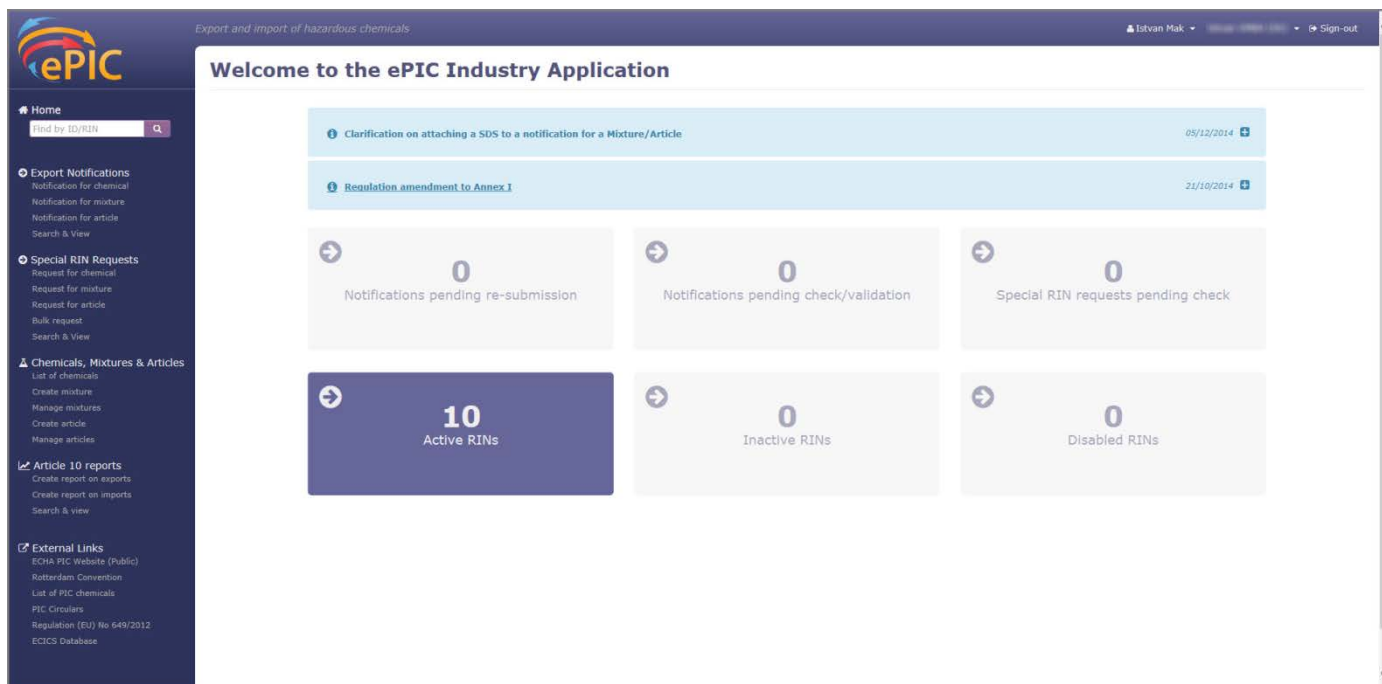 ePIC
Export and import of hazardous chemicals
Istvan Mak
Sign-out
Welcome to the ePIC Industry Application
Home
Find by ID/RIN
Export Notifications
Notification for chemical
Notification for mixture
Notification for article
Search & View
Special RIN Requests
Request for chemical
Request for mixture
Request for article
Bulk request
Search & View
Chemicals, Mixtures & Articles
List of chemicals
Create mixture
Manage mixtures
Create article
Manage articles
Article 10 reports
Create report on exports
Create report on imports
Search & view
External Links
ECHA PIC Website (Public)
Rotterdam Convention
List of PIC chemicals
PIC Circulars
Regulation (EU) No 649/2012
ECICS Database
Clarification on attaching a SDS to a notification for a Mixture/Article 05/12/2014
Regulation amendment to Annex I 21/10/2014
0
Notifications pending re-submission
0
Notifications pending check/validation
0
Special RIN requests pending check
10
Active RINs
0
Inactive RINs
0
Disabled RINs